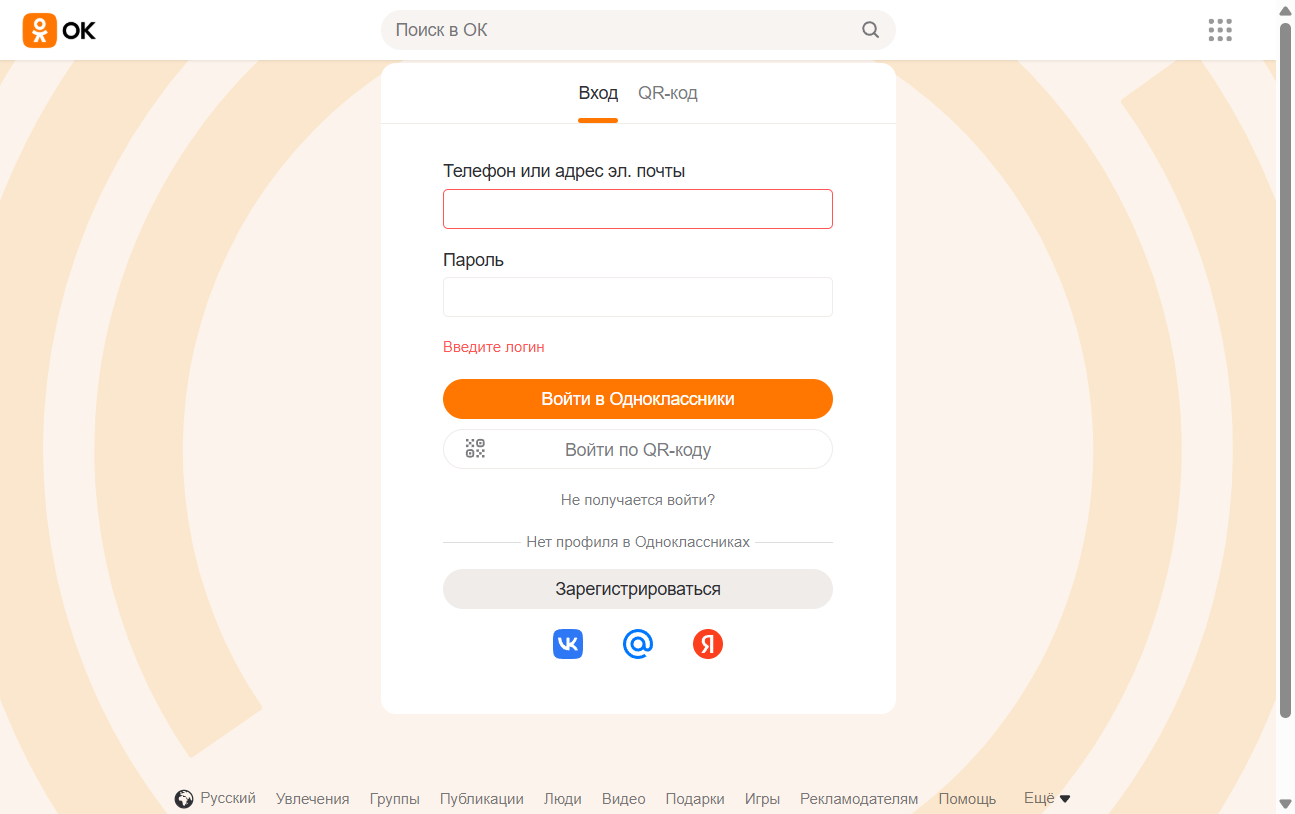 ОК
Поиск в ОК
Вход QR-код
Телефон или адрес эл. почты
Пароль
Введите логин
Войти в Одноклассники
Войти по QR-коду
Не получается войти?
Нет профиля в Одноклассниках
Зарегистрироваться
Русский Увлечения Группы Публикации Люди Видео Подарки Игры Рекламодателям Помощь Ещё